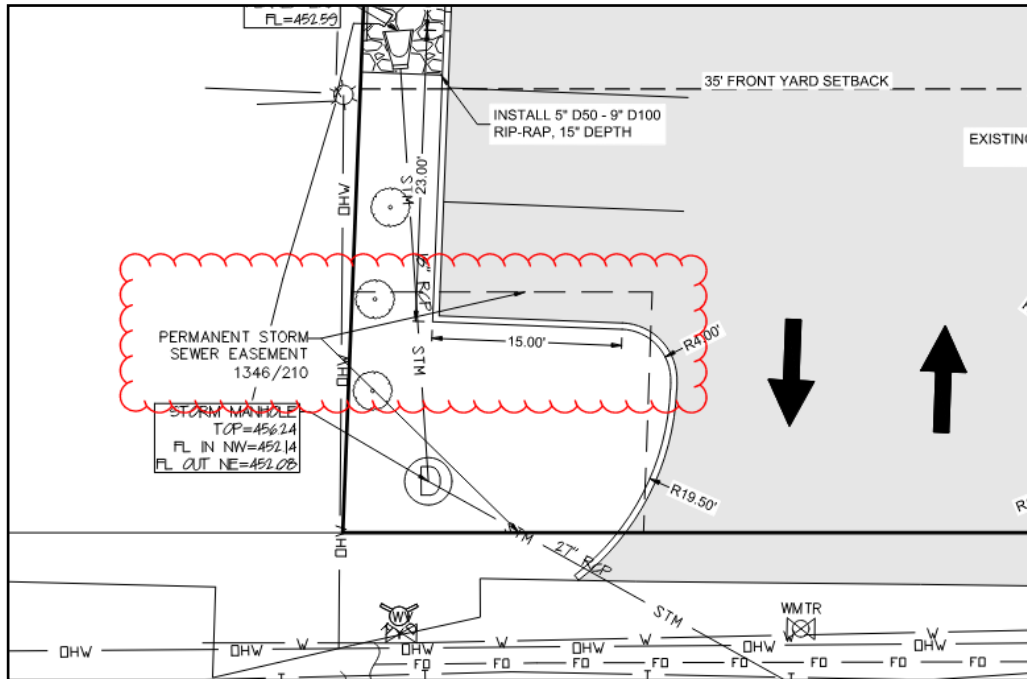 FL=452.59
35' FRONT YARD SETBACK
INSTALL 5" D50 - 9" D100
RIP-RAP, 15" DEPTH
EXISTING
OHW
STM
23.00'
RCP
PERMANENT STORM
SEWER EASEMENT
1346/210
OHW
STM
15.00'
R4.00'
STORM MANHOLE
TOP=456.24
FL IN NW=452.14
FL OUT NE=452.08
D
R19.50'
OHW
STM
27" RCP
STM
WV
WMTR
W
W
W
W
W
OHW
OHW
OHW
OHW
OHW
OHW
FO
FO
FO
FO
FO
FO
FO
FO
T
T
T